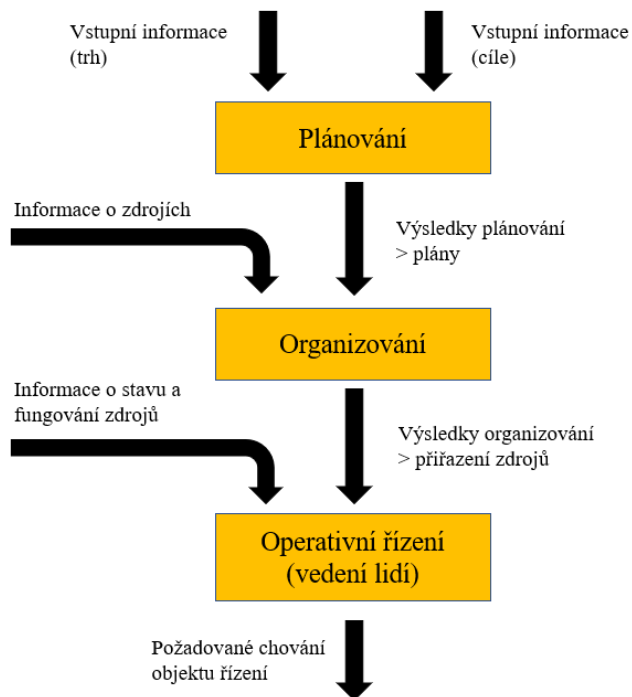 Vstupní informace
(trh)
Vstupní informace
(cíle)
Plánování
Informace o zdrojích
Výsledky plánování
> plány
Organizování
Informace o stavu a
fungování zdrojů
Výsledky organizování
> přiřazení zdrojů
Operativní řízení
(vedení lidí)
Požadované chování
objektu řízení